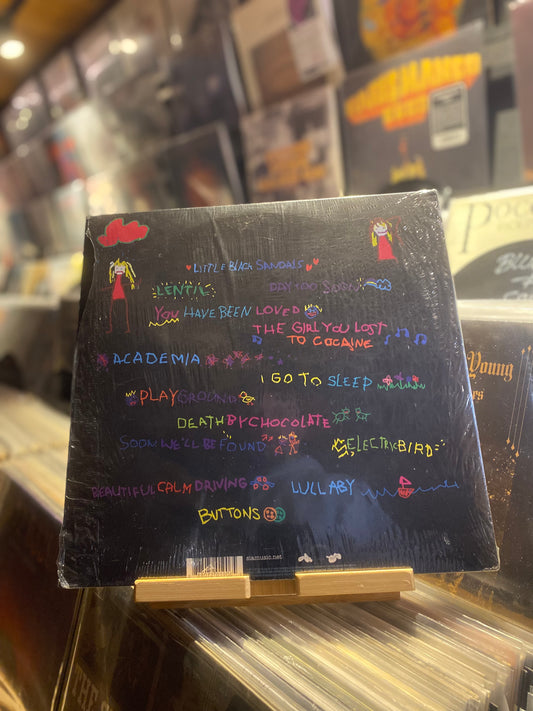 LITTLE BLACK SANDALS
LENTIL DAY TOO SOON
YOU HAVE BEEN LOVED
THE GIRL YOU LOST
TO COCAINE
ACADEMIA
I GO TO SLEEP
PLAYGROUND
DEATH BY CHOCOLATE
SOON WE'LL BE FOUND ELECTRIC BIRD
BEAUTIFUL CALM DRIVING LULLABY
BUTTONS
siamusic.net
Young